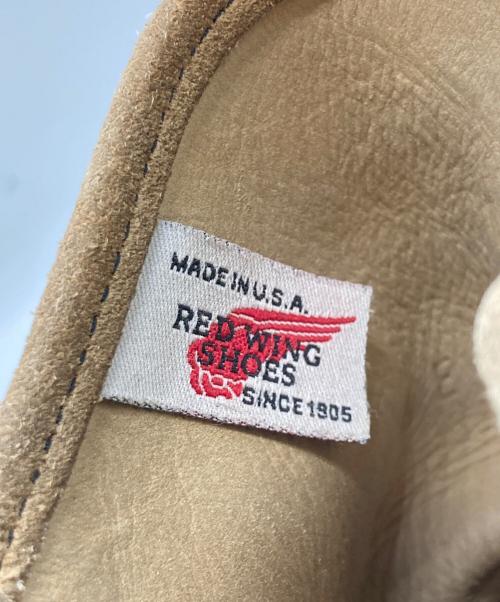 MADE IN U.S.A.
RED WING
SHOES
SINCE 1905